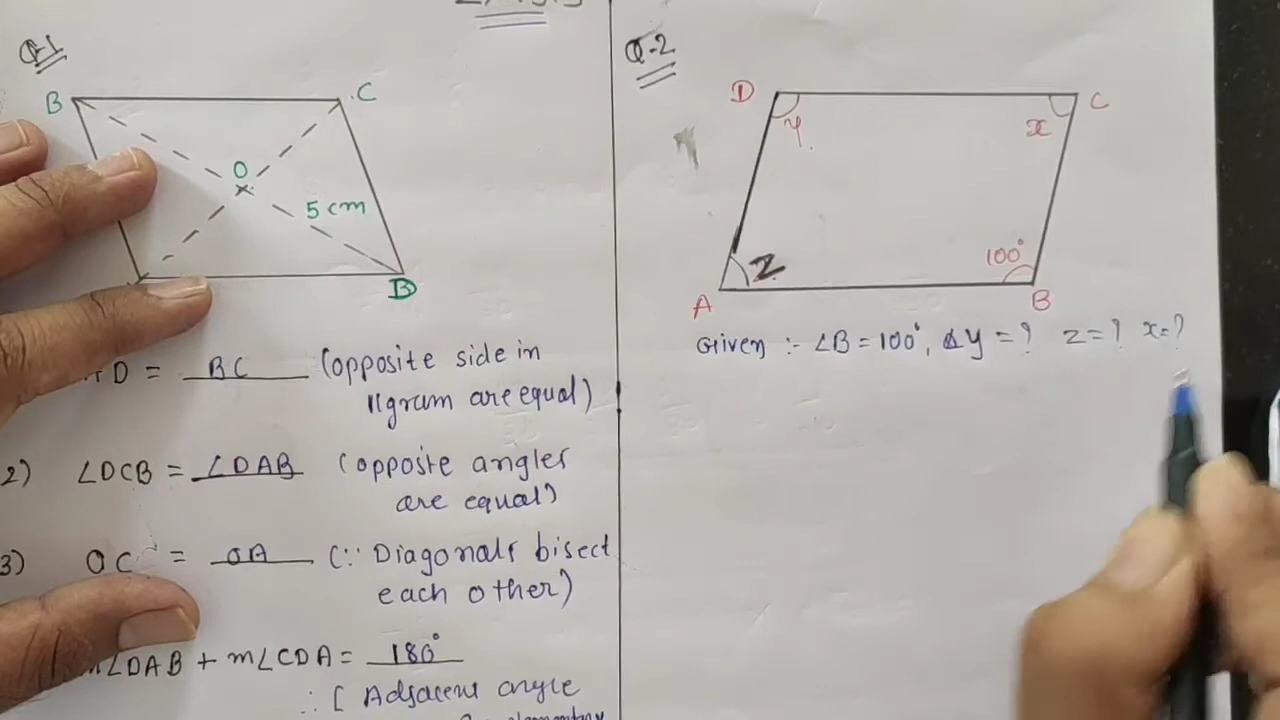 Q-1
B
C
O
5 cm
D
D = BC (opposite side in
llgram are equal)
2) ∠DCB = ∠DAB (opposite angles
are equal)
3) OC = OA (∵ Diagonals bisect
each other)
m∠DAB + m∠CDA = 180°
∴ [ Adjacent angle
Q-2
D
C
y
x
z
100°
A
B
Given :- ∠B = 100°, y = ? z = ? x = ?